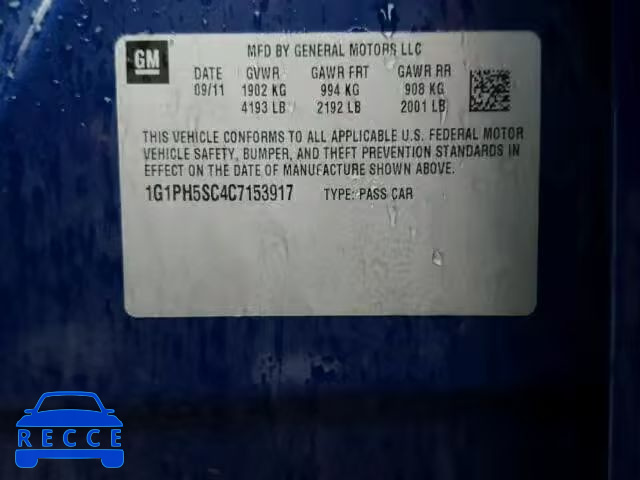 GM
MFD BY GENERAL MOTORS LLC
DATE GVWR GAWR FRT GAWR RR
09/11 1902 KG 994 KG 908 KG
4193 LB 2192 LB 2001 LB
THIS VEHICLE CONFORMS TO ALL APPLICABLE U.S. FEDERAL MOTOR
VEHICLE SAFETY, BUMPER, AND THEFT PREVENTION STANDARDS IN
EFFECT ON THE DATE OF MANUFACTURE SHOWN ABOVE.
1G1PH5SC4C7153917 TYPE: PASS CAR
RECCE